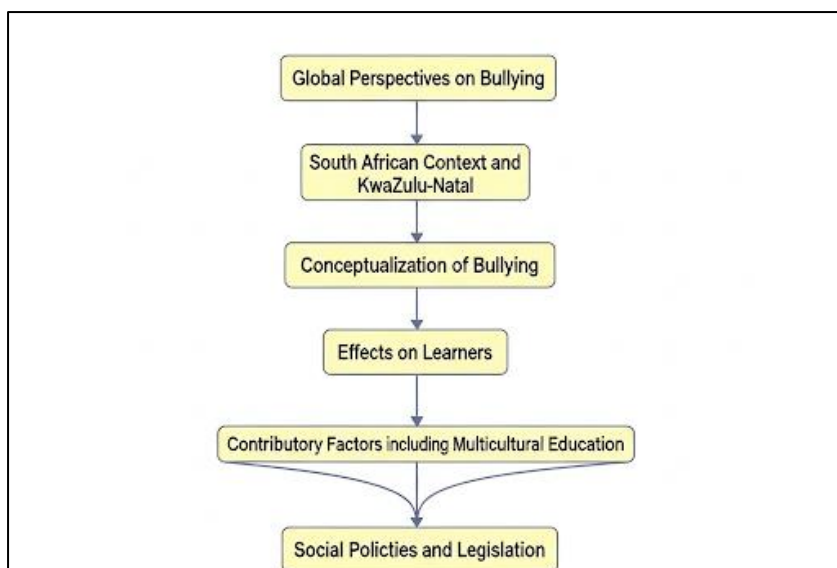 Global Perspectives on Bullying
South African Context and
KwaZulu-Natal
Conceptualization of Bullying
Effects on Learners
Contributory Factors including Multicultural Education
Social Policties and Legislation